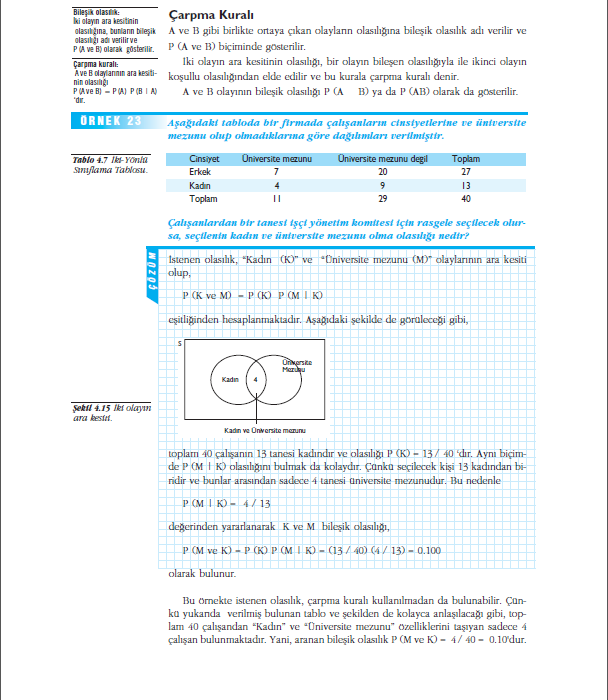 Bileşik olasılık:
İki olayın ara kesitinin
olasılığına, bunların bileşik
olasılığı adı verilir ve
P (A ve B) olarak gösterilir.
Çarpma kuralı:
A ve B olaylarının ara kesiti-
nin olasılığı
P (A ve B) = P (A) P (B | A)
'dır.
Çarpma Kuralı
A ve B gibi birlikte ortaya çıkan olayların olasılığına bileşik olasılık adı verilir ve
P (A ve B) biçiminde gösterilir.
İki olayın ara kesitinin olasılığı, bir olayın bileşen olasılığıyla ile ikinci olayın
koşullu olasılığından elde edilir ve bu kurala çarpma kuralı denir.
A ve B olayının bileşik olasılığı P (A B) ya da P (AB) olarak da gösterilir.
ÖRNEK 23
Aşağıdaki tabloda bir firmada çalışanların cinsiyetlerine ve üniversite
mezunu olup olmadıklarına göre dağılımları verilmiştir.
Tablo 4.7 İki-Yönlü
Sınıflama Tablosu.
Cinsiyet Üniversite mezunu Üniversite mezunu değil Toplam
Erkek 7 20 27
Kadın 4 9 13
Toplam 11 29 40
Çalışanlardan bir tanesi işçi yönetim komitesi için rasgele seçilecek olur-
sa, seçilenin kadın ve üniversite mezunu olma olasılığı nedir?
ÇÖZÜM
İstenen olasılık, "Kadın (K)" ve "Üniversite mezunu (M)" olaylarının ara kesiti
olup,
P (K ve M) = P (K) P (M | K)
eşitliğinden hesaplanmaktadır. Aşağıdaki şekilde de görüleceği gibi,
S
Üniversite
Mezunu
Kadın 4
Kadın ve Üniversite mezunu
Şekil 4.15 İki olayın
ara kesiti.
toplam 40 çalışanın 13 tanesi kadındır ve olasılığı P (K) = 13 / 40 'dır. Aynı biçim-
de P (M | K) olasılığını bulmak da kolaydır. Çünkü seçilecek kişi 13 kadından bi-
ridir ve bunlar arasından sadece 4 tanesi üniversite mezunudur. Bu nedenle
P (M | K) = 4 / 13
değerinden yararlanarak K ve M bileşik olasılığı,
P (M ve K) = P (K) P (M | K) = (13 / 40) (4 / 13) = 0.100
olarak bulunur.
Bu örnekte istenen olasılık, çarpma kuralı kullanılmadan da bulunabilir. Çün-
kü yukarıda verilmiş bulunan tablo ve şekilden de kolayca anlaşılacağı gibi, top-
lam 40 çalışandan "Kadın" ve "Üniversite mezunu" özelliklerini taşıyan sadece 4
çalışan bulunmaktadır. Yani, aranan bileşik olasılık P (M ve K) = 4 / 40 = 0.10'dur.